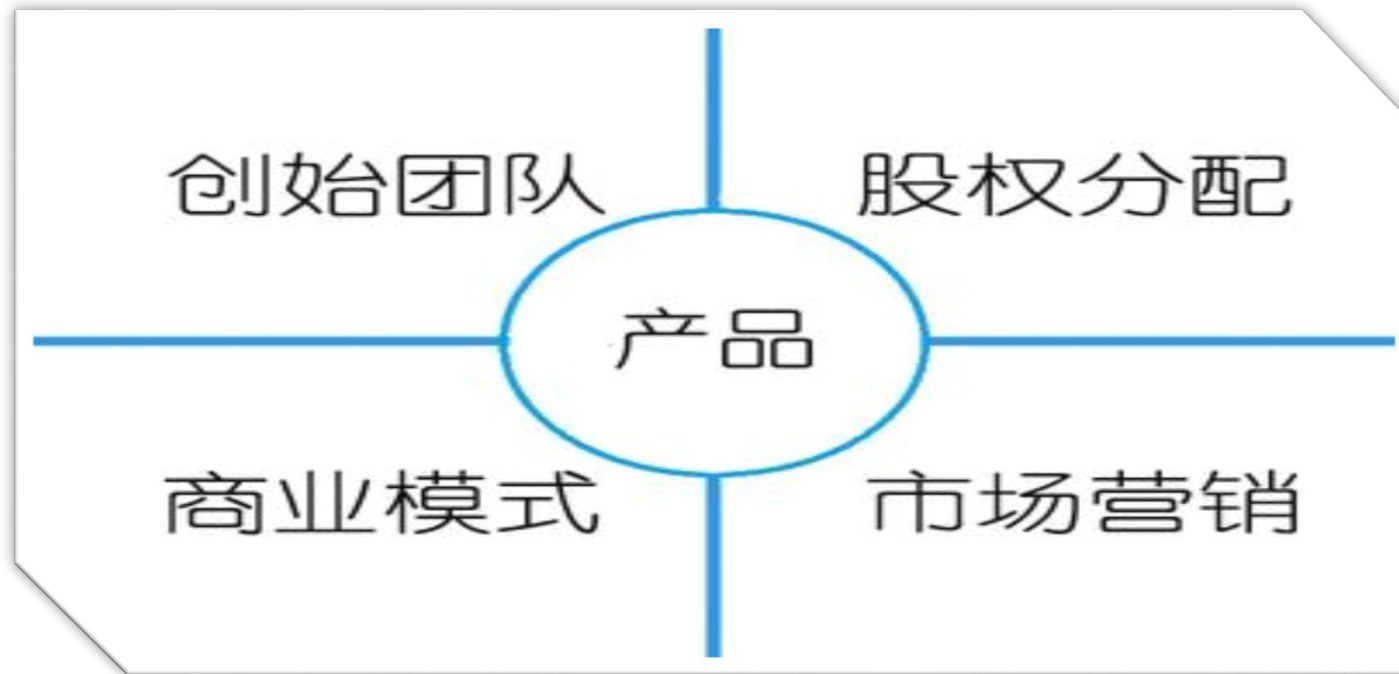 创始团队
股权分配
产品
商业模式
市场营销